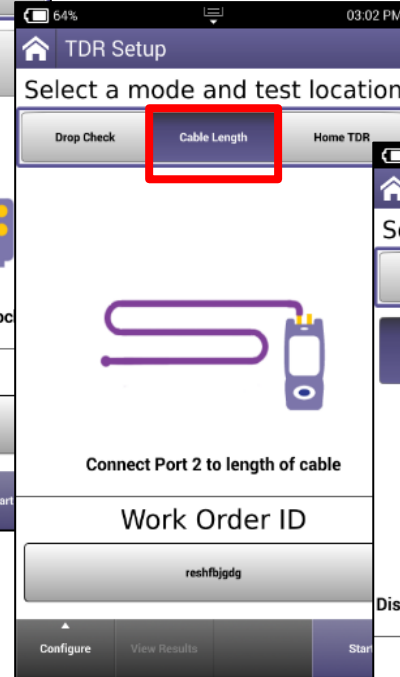 64%
03:02 PM
TDR Setup
Select a mode and test location
Drop Check
Cable Length
Home TDR
Connect Port 2 to length of cable
Work Order ID
reshfbjgdg
Configure
View Results
Start